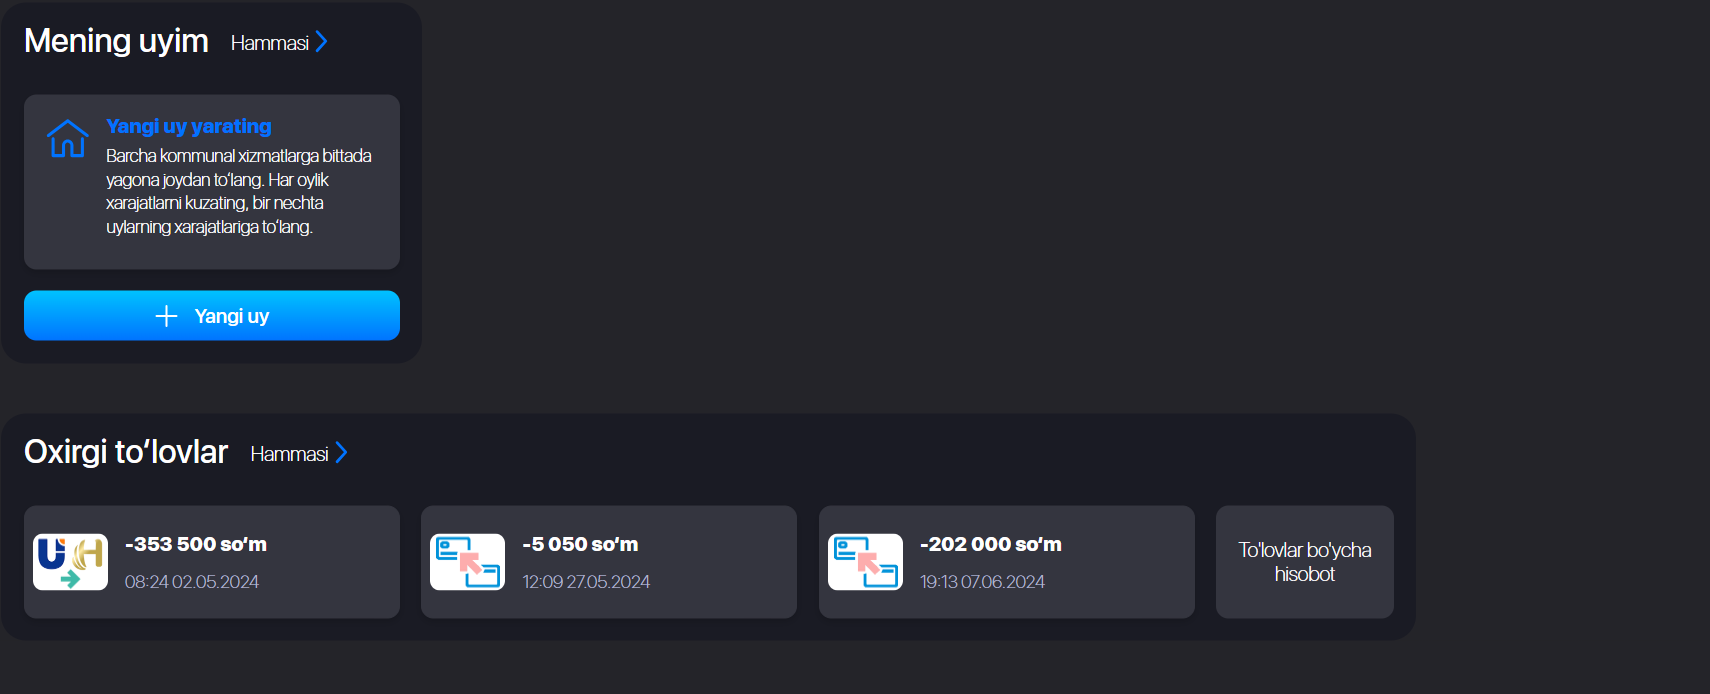 Mening uyim
Hammasi
Yangi uy yarating
Barcha kommunal xizmatlarga bittada
yagona joydan to‘lang. Har oylik
xarajatlarni kuzating, bir nechta
uylarning xarajatlariga to‘lang.
Yangi uy
Oxirgi to‘lovlar
Hammasi
-353 500 so‘m
08:24 02.05.2024
-5 050 so‘m
12:09 27.05.2024
-202 000 so‘m
19:13 07.06.2024
To'lovlar bo'ycha
hisobot